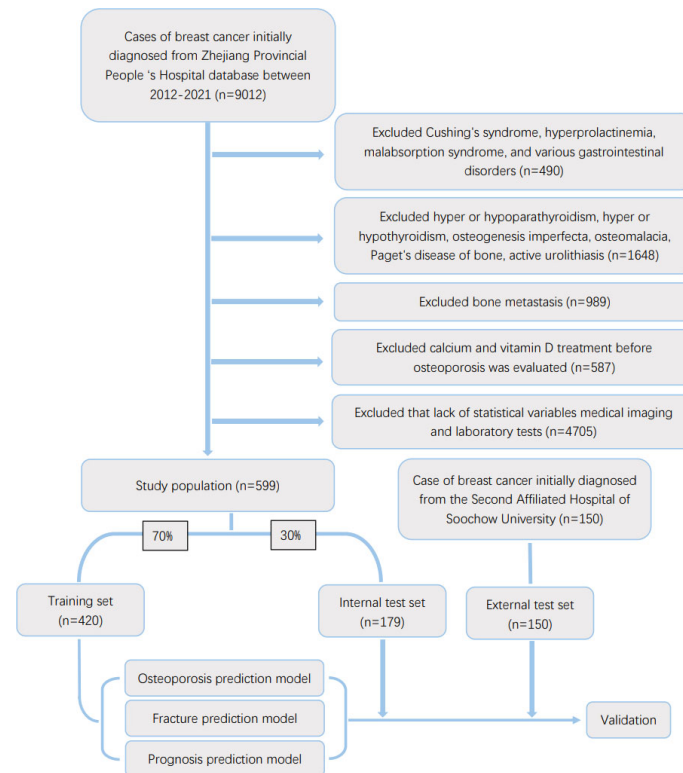 Cases of breast cancer initially
diagnosed from Zhejiang Provincial
People 's Hospital database between
2012-2021 (n=9012)
Excluded Cushing's syndrome, hyperprolactinemia,
malabsorption syndrome, and various gastrointestinal
disorders (n=490)
Excluded hyper or hypoparathyroidism, hyper or
hypothyroidism, osteogenesis imperfecta, osteomalacia,
Paget's disease of bone, active urolithiasis (n=1648)
Excluded bone metastasis (n=989)
Excluded calcium and vitamin D treatment before
osteoporosis was evaluated (n=587)
Excluded that lack of statistical variables medical imaging
and laboratory tests (n=4705)
Study population (n=599)
Case of breast cancer initially diagnosed
from the Second Affiliated Hospital of
Soochow University (n=150)
70%
30%
Training set
(n=420)
Internal test set
(n=179)
External test set
(n=150)
Osteoporosis prediction model
Fracture prediction model
Prognosis prediction model
Validation